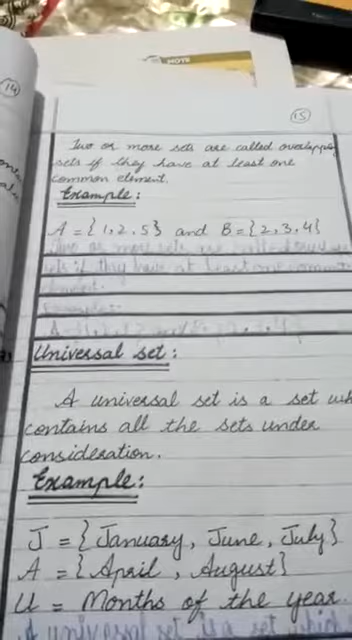 NOTE
14
15
Two or more sets are called overlapping
sets if they have at least one
common element.
Example:
A = {1, 2, 5} and B = {2, 3, 4}
Universal set:
A universal set is a set
contains all the sets under
consideration.
Example:
J = {January, June, July}
A = {April, August}
U = Months of the year.